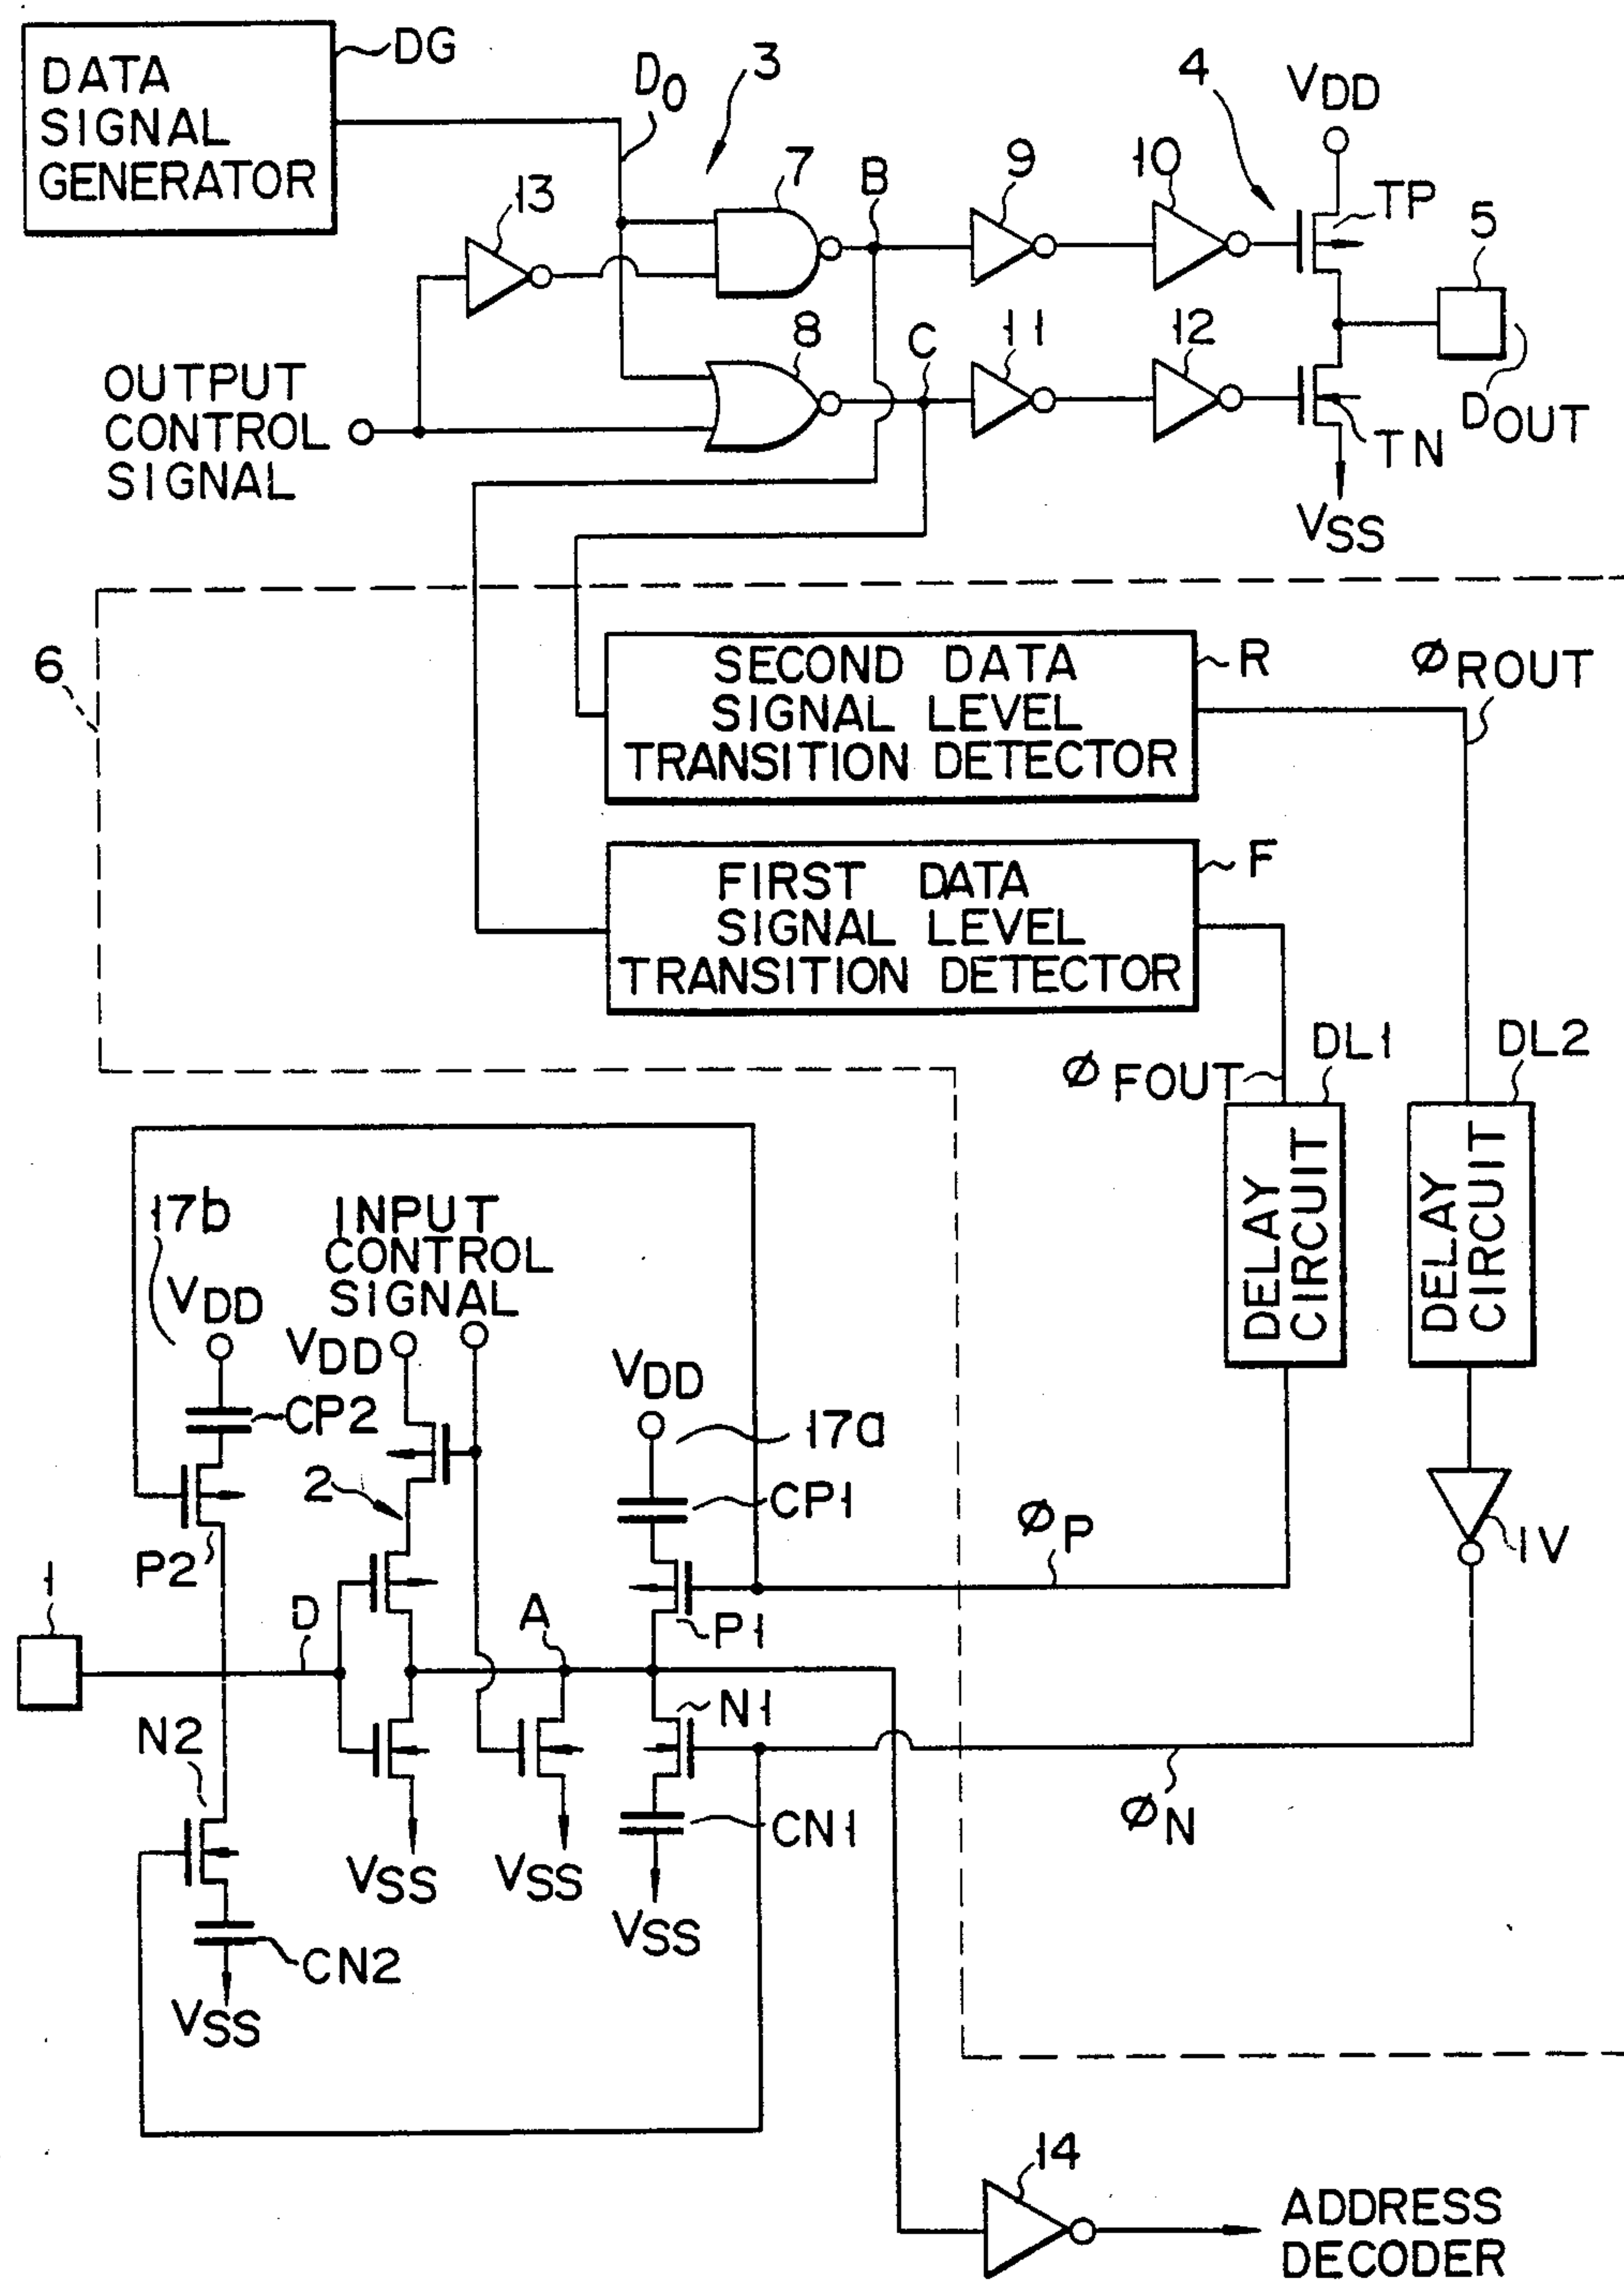 DATA
SIGNAL
GENERATOR
DG
D0
3
4
VDD
13
7
B
9
10
TP
5
8
C
11
12
OUTPUT
CONTROL
SIGNAL
DOUT
TN
VSS
6
SECOND DATA
SIGNAL LEVEL
TRANSITION DETECTOR
R
ØROUT
FIRST DATA
SIGNAL LEVEL
TRANSITION DETECTOR
F
ØFOUT
DL1
DL2
DELAY
CIRCUIT
DELAY
CIRCUIT
17b
INPUT
CONTROL
SIGNAL
VDD
VDD
VDD
CP2
17a
2
CP1
ØP
1V
P2
1
D
A
P1
N2
N1
ØN
CN1
VSS
VSS
VSS
CN2
VSS
14
ADDRESS
DECODER